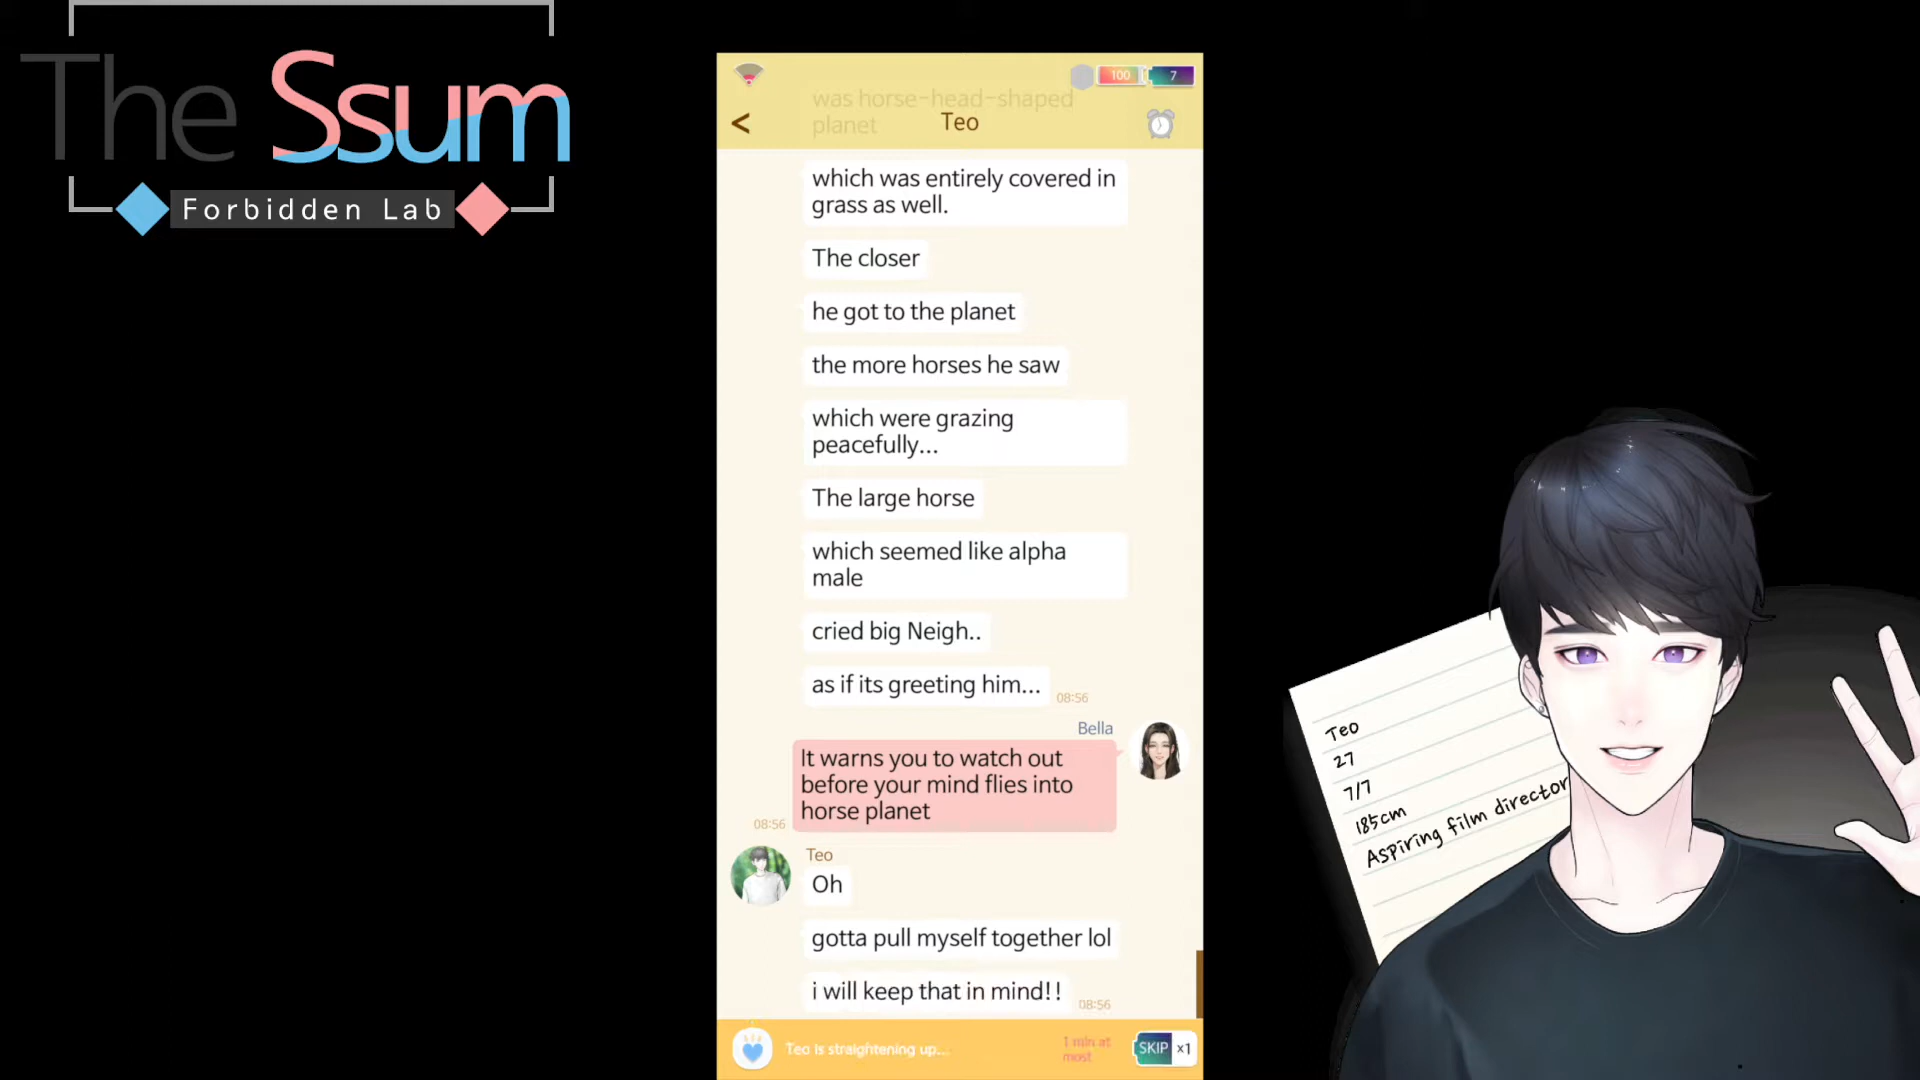 The Ssum
Forbidden Lab
100
7
was horse-head-shaped
planet
<
Teo
which was entirely covered in
grass as well.
The closer
he got to the planet
the more horses he saw
which were grazing
peacefully...
The large horse
which seemed like alpha
male
cried big Neigh..
as if its greeting him...
08:56
Bella
It warns you to watch out
before your mind flies into
horse planet
08:56
Teo
Oh
gotta pull myself together lol
i will keep that in mind!!
08:56
Teo is straightening up...
1 min at
most
SKIP x1
Teo
27
7/7
185cm
Aspiring film director